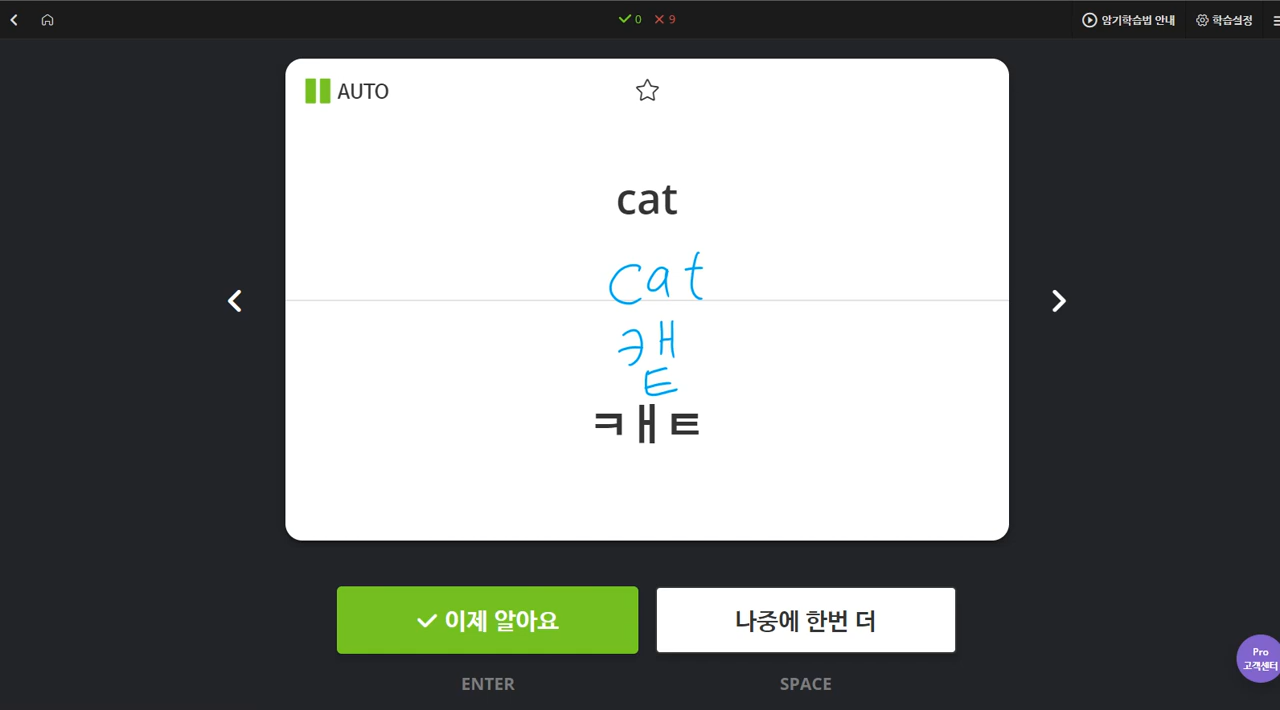 0 9 암기학습법 안내 학습설정
AUTO
cat
cat
캩
ㅋㅐㅌ
이제 알아요 나중에 한번 더
ENTER SPACE
Pro
고객센터